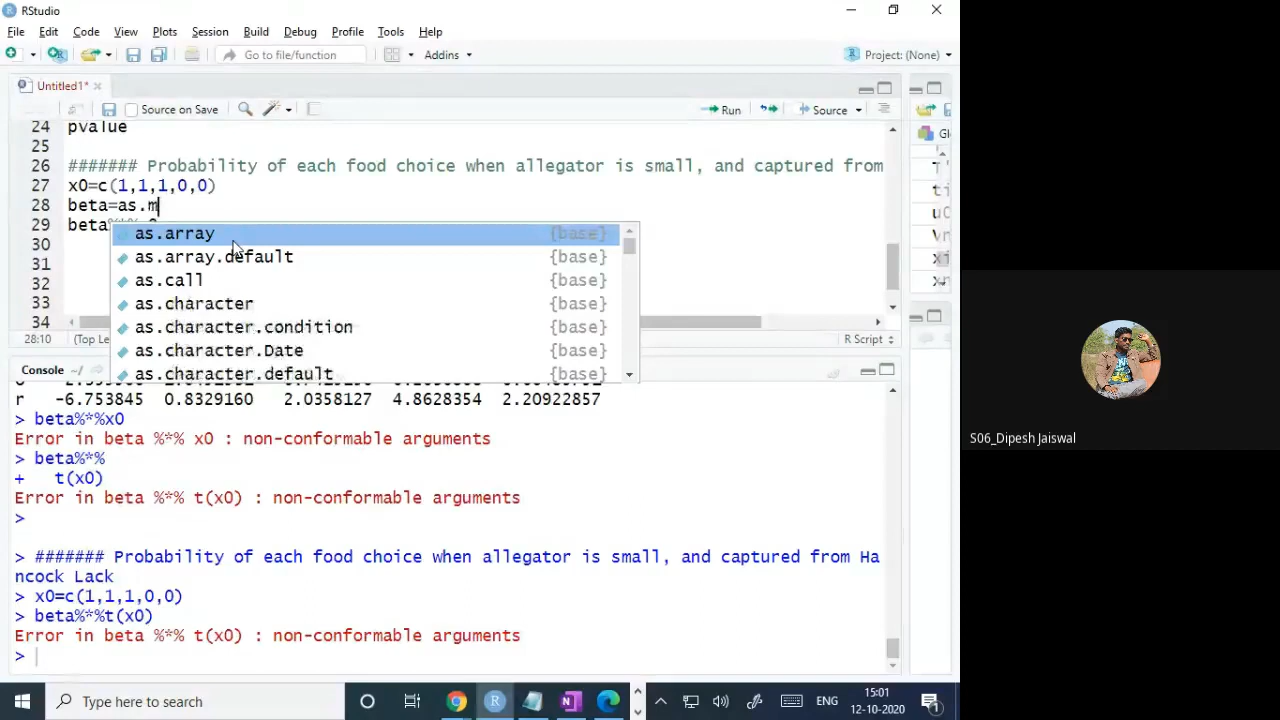 RStudio
File Edit Code View Plots Session Build Debug Profile Tools Help
Go to file/function Addins Project: (None)
Untitled1*
Source on Save Run Source
24 pvalue
25
26 ####### Probability of each food choice when allegator is small, and captured from
27 x0=c(1,1,1,0,0)
28 beta=as.m
29 beta
30 as.array {base}
31 as.array.default {base}
32 as.call {base}
33 as.character {base}
34 as.character.condition {base}
28:10 (Top Le R Script
as.character.Date {base}
as.character.default {base}
Console ~/
r -6.753845 0.8329160 2.0358127 4.8628354 2.20922857
> beta%*%x0
Error in beta %*% x0 : non-conformable arguments
> beta%*%
+ t(x0)
Error in beta %*% t(x0) : non-conformable arguments
>
> ####### Probability of each food choice when allegator is small, and captured from Ha
ncock Lack
> x0=c(1,1,1,0,0)
> beta%*%t(x0)
Error in beta %*% t(x0) : non-conformable arguments
>
S06_Dipesh Jaiswal
Type here to search
ENG
15:01
12-10-2020
1